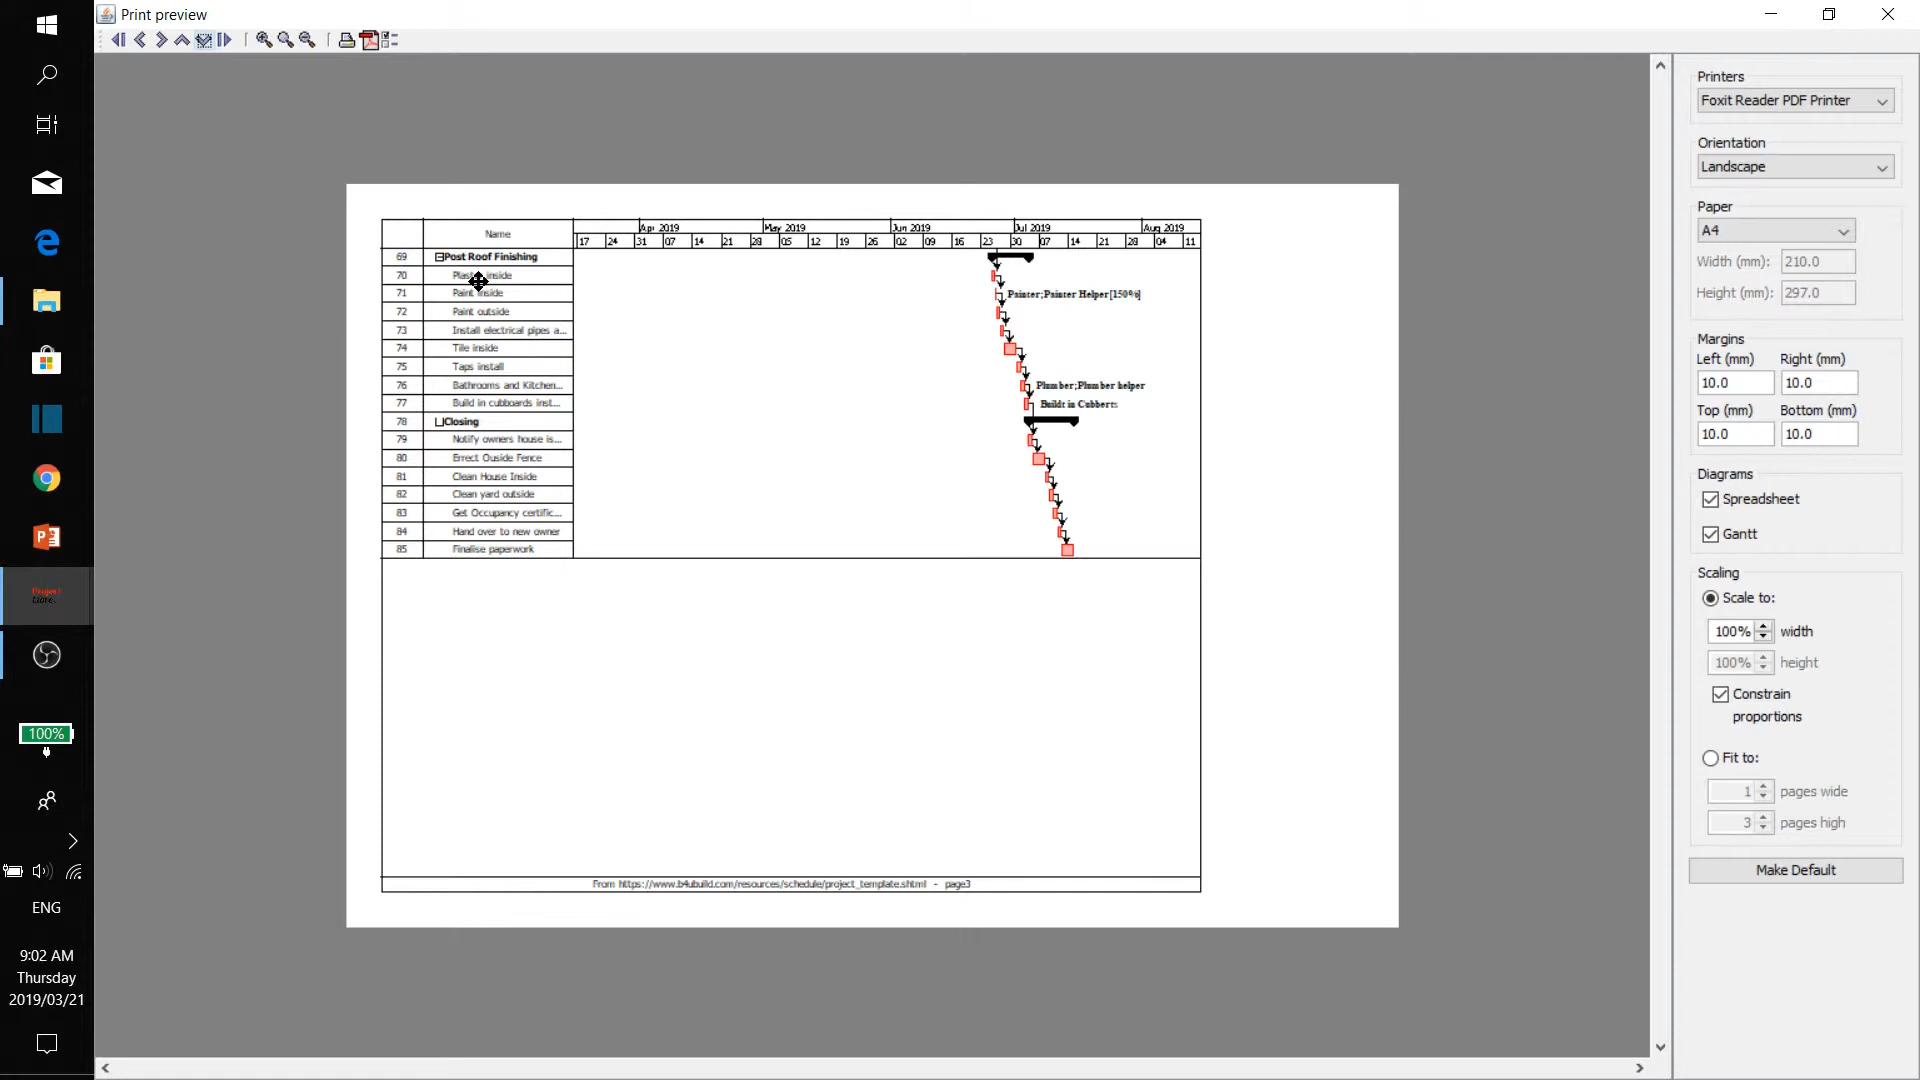 Print preview
Printers
Foxit Reader PDF Printer
Orientation
Landscape
Paper
A4
Width (mm): 210.0
Height (mm): 297.0
Margins
Left (mm) Right (mm)
10.0 10.0
Top (mm) Bottom (mm)
10.0 10.0
Diagrams
Spreadsheet
Gantt
Scaling
Scale to:
100% width
100% height
Constrain
proportions
Fit to:
1 pages wide
3 pages high
Make Default
Name
Apr 2019 May 2019 Jun 2019 Jul 2019 Aug 2019
17 24 31 07 14 21 28 05 12 19 26 02 09 16 23 30 07 14 21 28 04 11
69 Post Roof Finishing
70 inside
71 Paint inside Painter;Painter Helper[150%]
72 Paint outside
73 Install electrical pipes a...
74 Tile inside
75 Taps install
76 Bathrooms and Kitchen... Plumber;Plumber helper
77 Build in cubboards inst... Buildt in Cubberts
78 Closing
79 Notify owners house is...
80 Errect Ouside Fence
81 Clean House Inside
82 Clean yard outside
83 Get Occupancy certific...
84 Hand over to new owner
85 Finalise paperwork
From https://www.b4ubuild.com/resources/schedule/project_template.shtml - page3
100%
ENG
9:02 AM
Thursday
2019/03/21